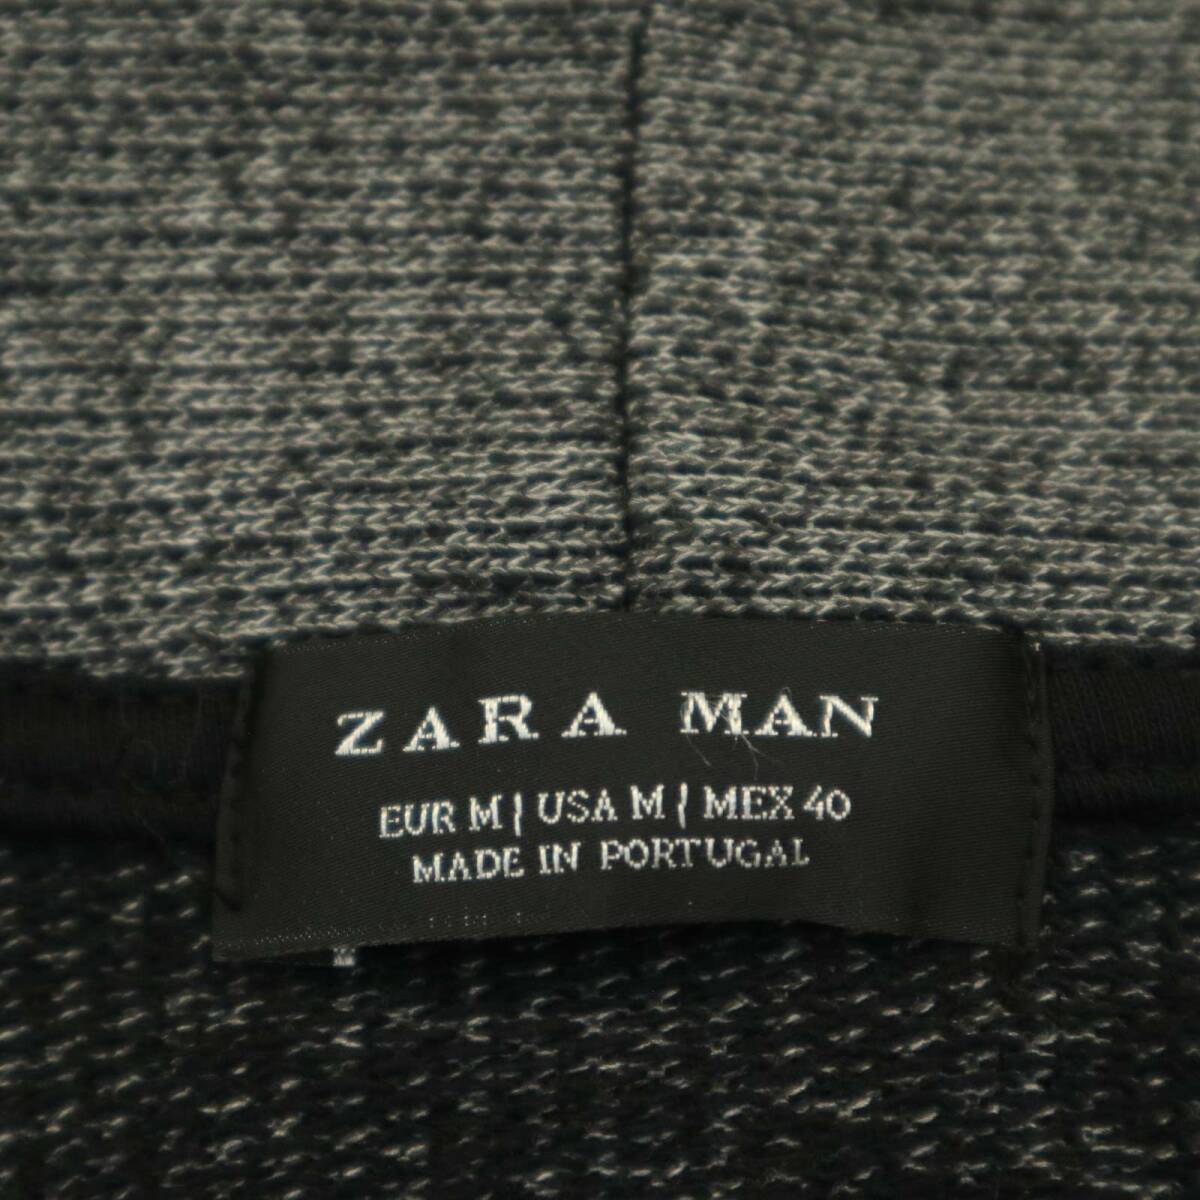 ZARA MAN
EUR M | USA M | MEX 40
MADE IN PORTUGAL